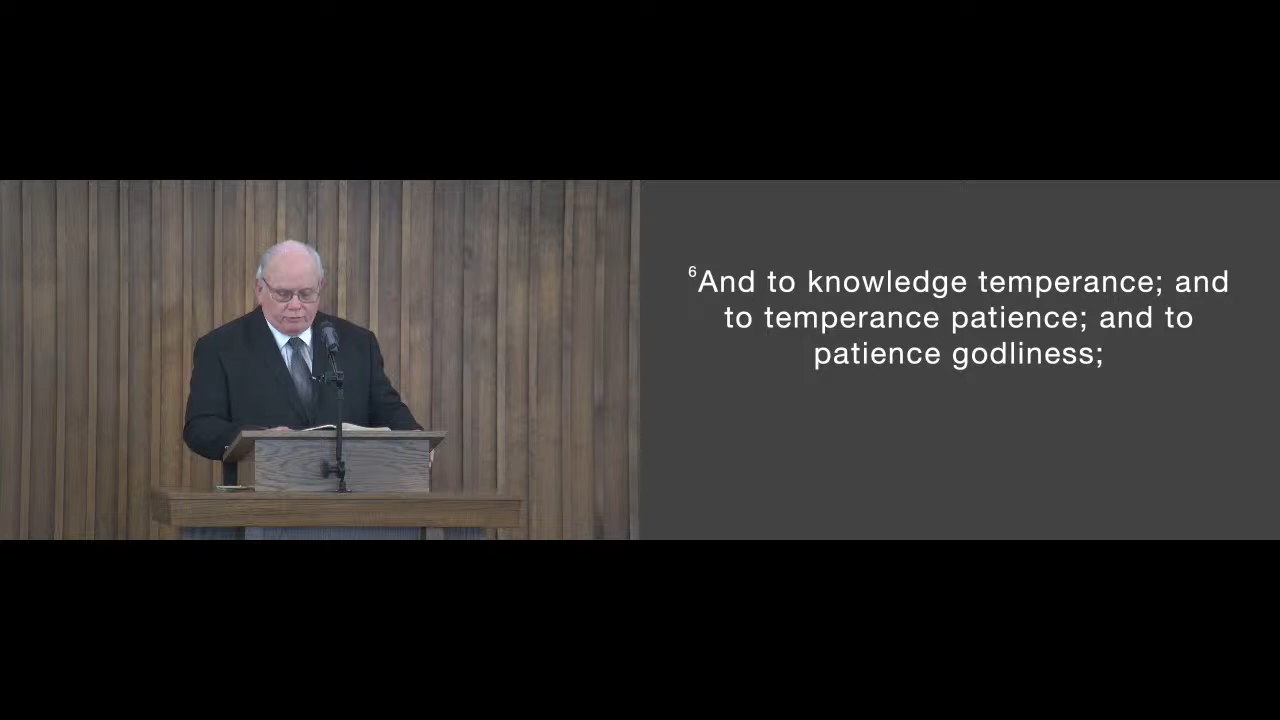 ⁶And to knowledge temperance; and
to temperance patience; and to
patience godliness;